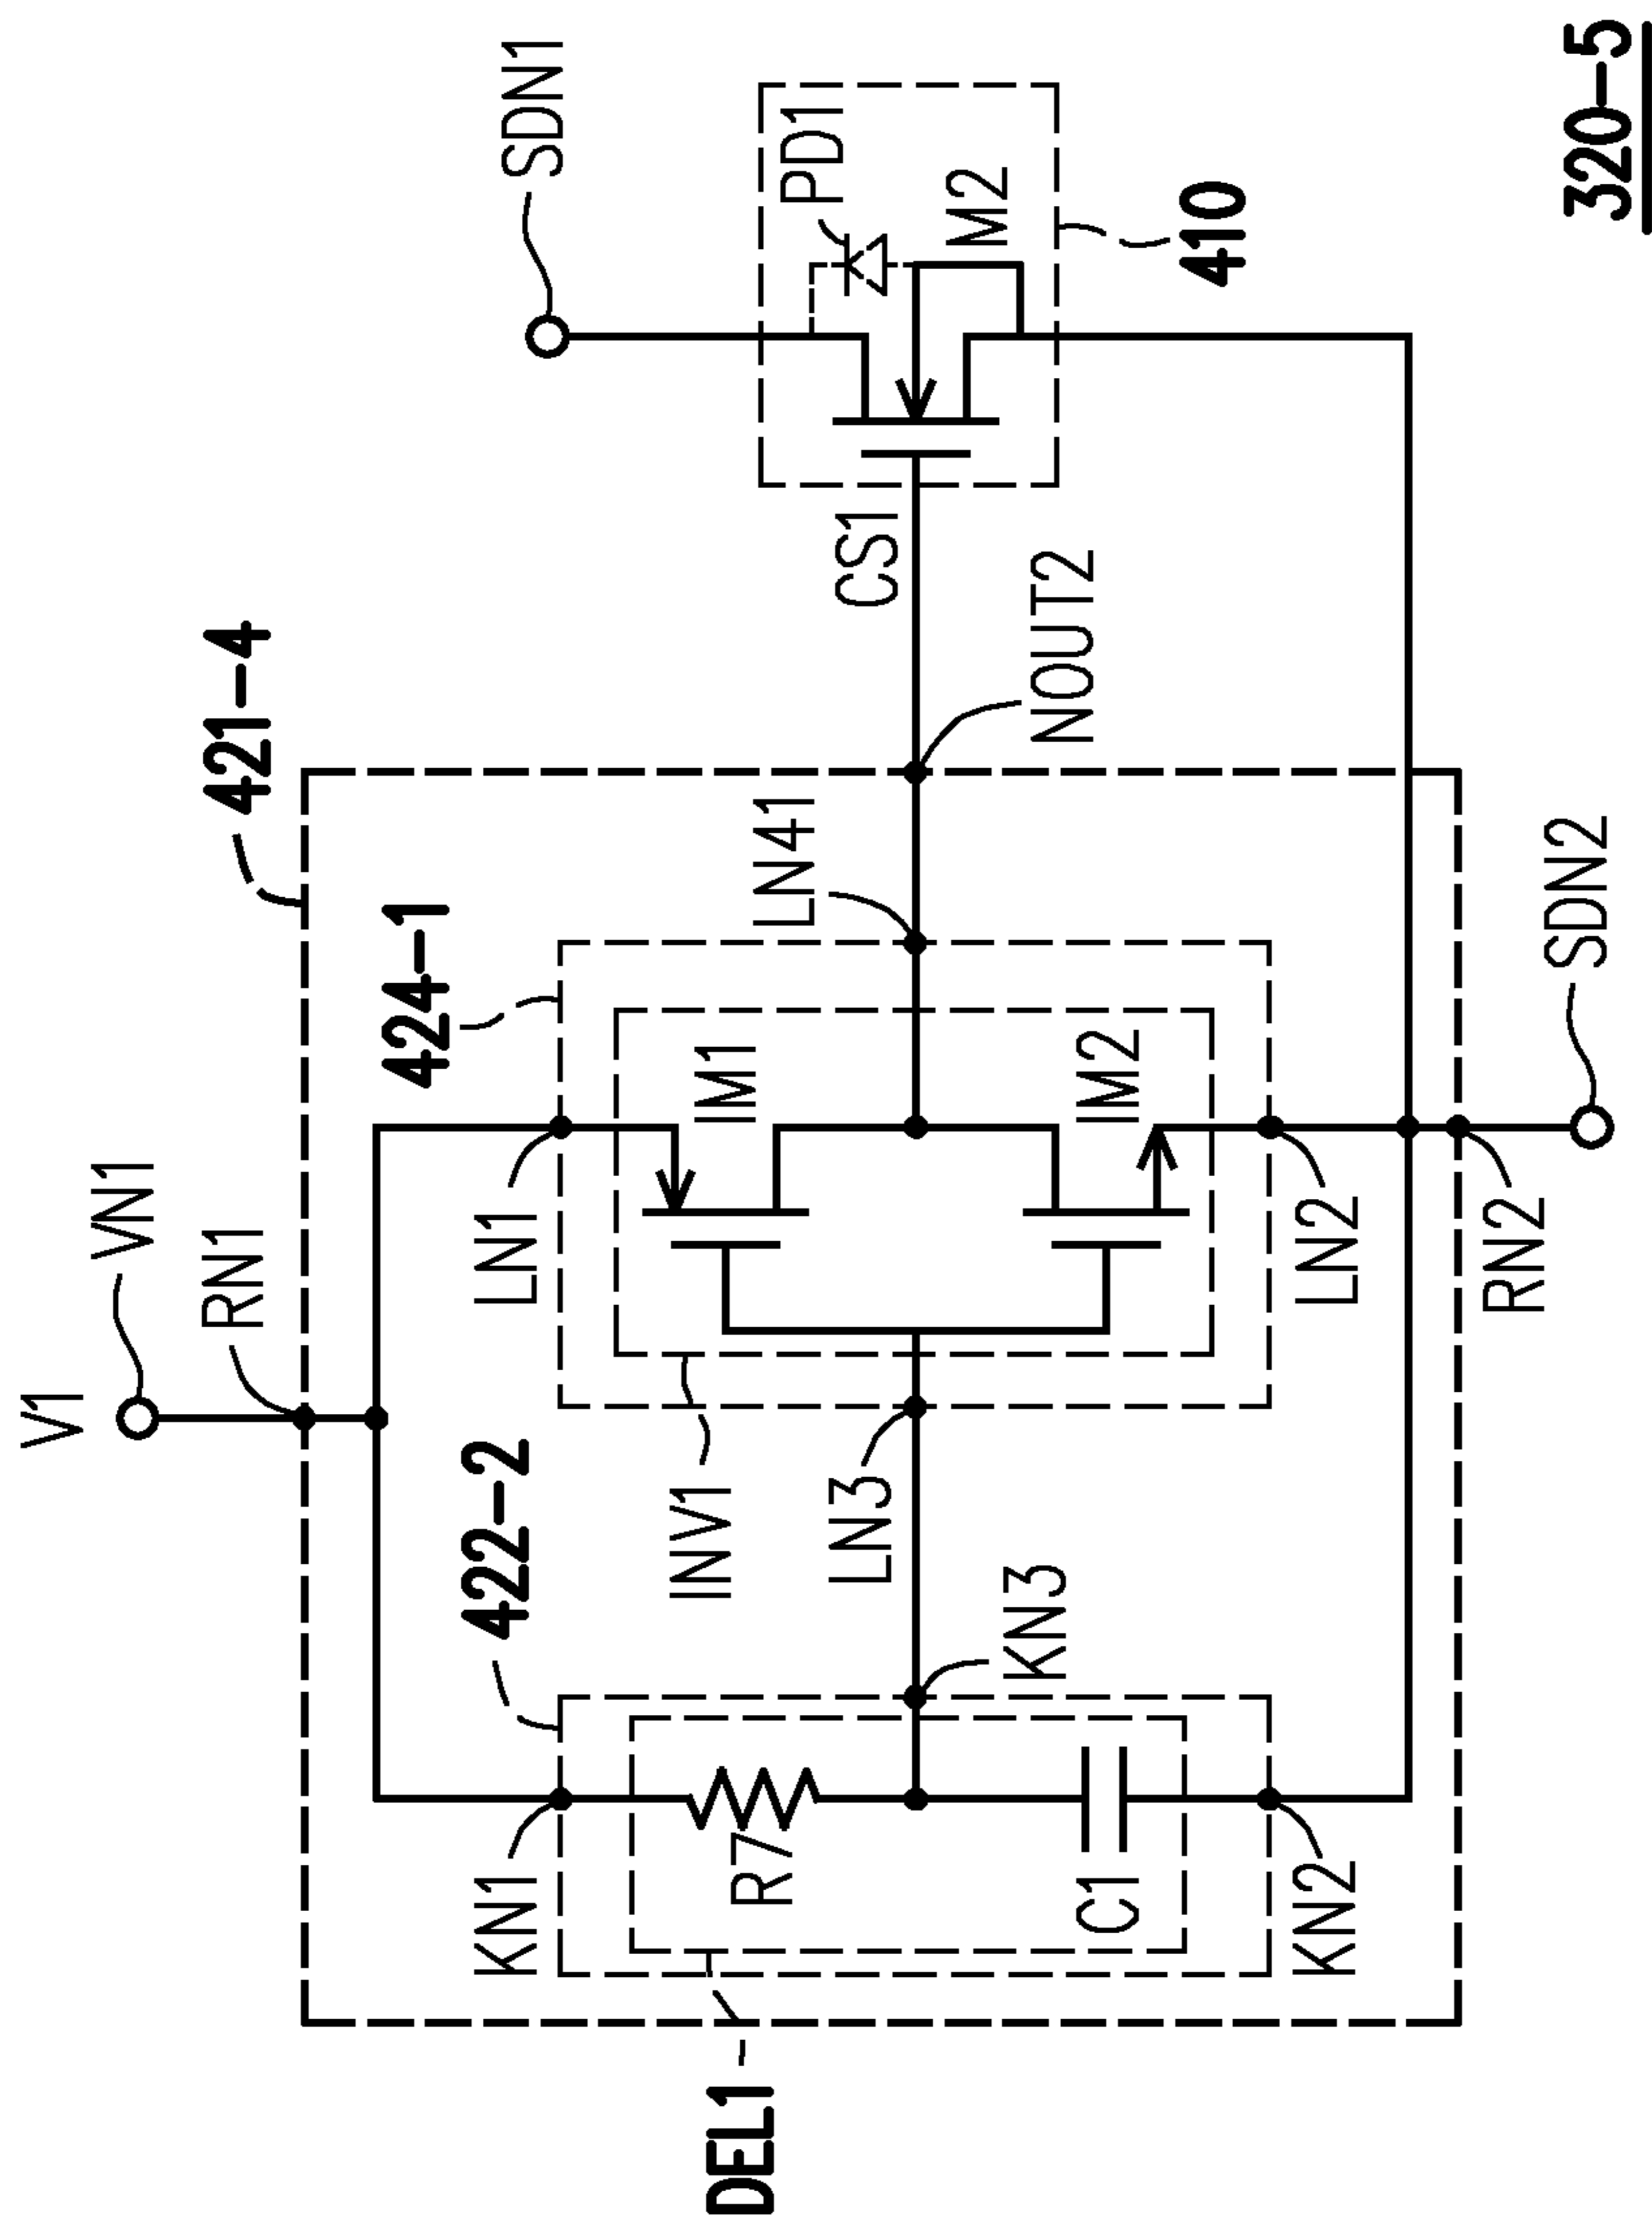 V1
VN1
RN1
421-4
SDN1
422-2
424-1
KN1
LN1
PD1
DEL1
R7
INV1
IM1
LN41
CS1
LN3
M2
KN3
NOUT2
C1
IM2
410
KN2
LN2
RN2
SDN2
320-5